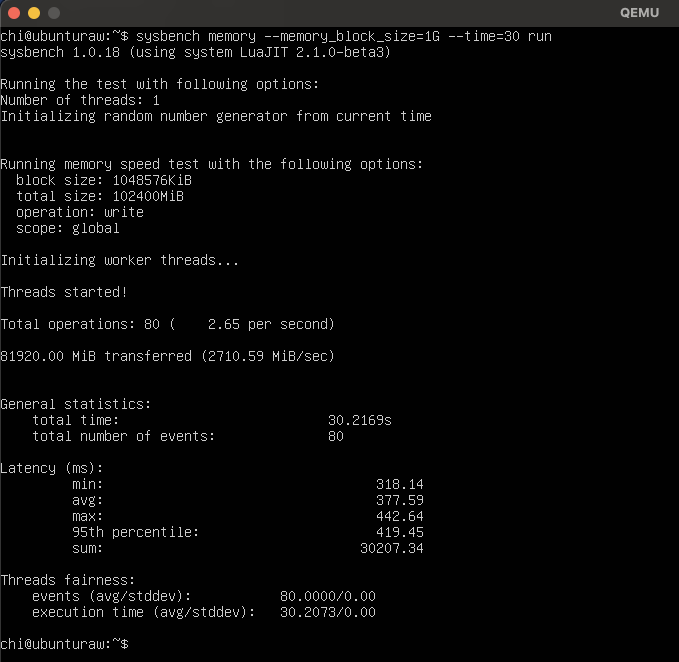 QEMU
chi@ubunturaw:~$ sysbench memory --memory_block_size=1G --time=30 run
sysbench 1.0.18 (using system LuaJIT 2.1.0-beta3)
Running the test with following options:
Number of threads: 1
Initializing random number generator from current time
Running memory speed test with the following options:
  block size: 1048576KiB
  total size: 102400MiB
  operation: write
  scope: global
Initializing worker threads...
Threads started!
Total operations: 80 (    2.65 per second)
81920.00 MiB transferred (2710.59 MiB/sec)
General statistics:
    total time:                          30.2169s
    total number of events:              80
Latency (ms):
         min:                                  318.14
         avg:                                  377.59
         max:                                  442.64
         95th percentile:                      419.45
         sum:                                30207.34
Threads fairness:
    events (avg/stddev):           80.0000/0.00
    execution time (avg/stddev):   30.2073/0.00
chi@ubunturaw:~$